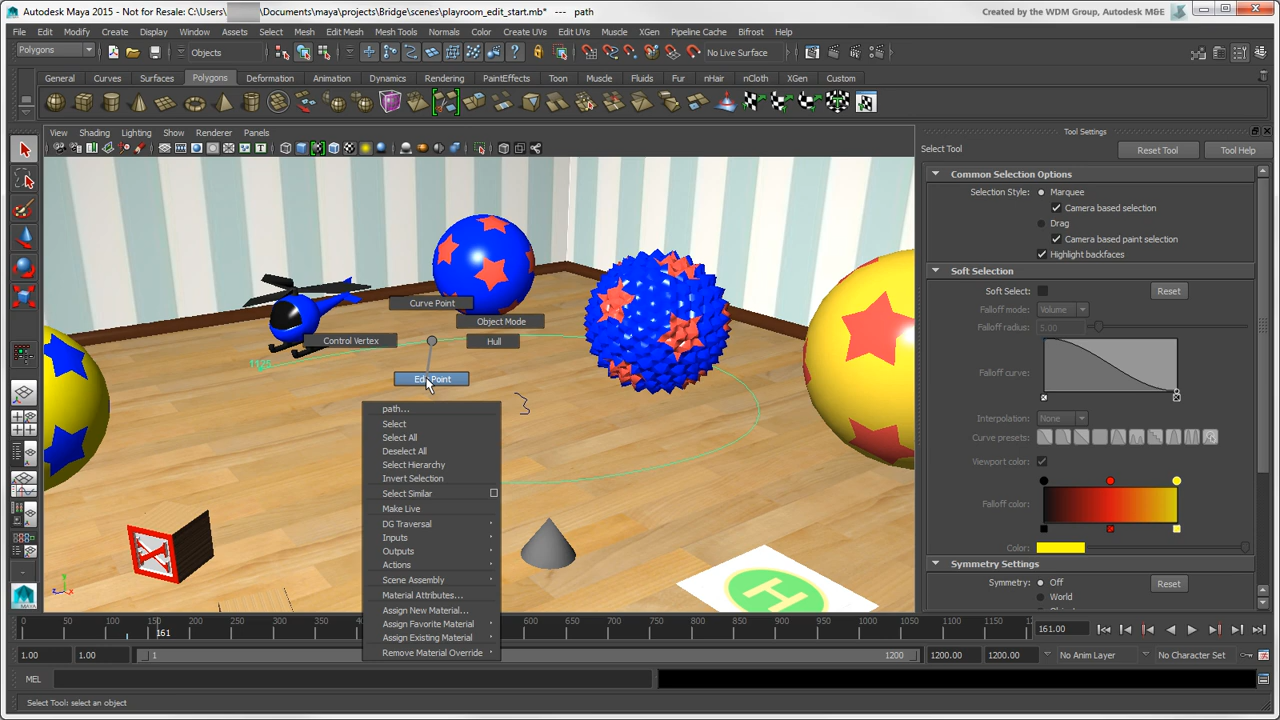 Autodesk Maya 2015 - Not for Resale: C:\Users\ \Documents\maya\projects\Bridge\scenes\playroom_edit_start.mb* --- path
Created by the WDM Group, Autodesk M&E
File Edit Modify Create Display Window Assets Select Mesh Edit Mesh Mesh Tools Normals Color Create UVs Edit UVs Muscle XGen Pipeline Cache Bifrost Help
Polygons Objects No Live Surface
General Curves Surfaces Polygons Deformation Animation Dynamics Rendering PaintEffects Toon Muscle Fluids Fur nHair nCloth XGen Custom
View Shading Lighting Show Renderer Panels
Tool Settings
Select Tool Reset Tool Tool Help
Common Selection Options
Selection Style: Marquee
Camera based selection
Drag
Camera based paint selection
Highlight backfaces
Soft Selection
Soft Select: Reset
Falloff mode: Volume
Falloff radius: 5.00
Falloff curve:
Interpolation: None
Curve presets:
Viewport color:
Falloff color:
Color:
Symmetry Settings
Symmetry: Off Reset
World
Curve Point
Object Mode
Control Vertex
Hull
1125
Edit Point
path...
Select
Select All
Deselect All
Select Hierarchy
Invert Selection
Select Similar
Make Live
DG Traversal
Inputs
Outputs
Actions
Scene Assembly
Material Attributes...
Assign New Material...
Assign Favorite Material
Assign Existing Material
Remove Material Override
H
MAYA
y
z x
0 50 100 161 200 250 300 350 600 650 700 750 800 850 900 950 1000 1050 1100 1150 1200
161.00
1.00 1.00 1 1200 1200.00 1200.00 No Anim Layer No Character Set
MEL
Select Tool: select an object